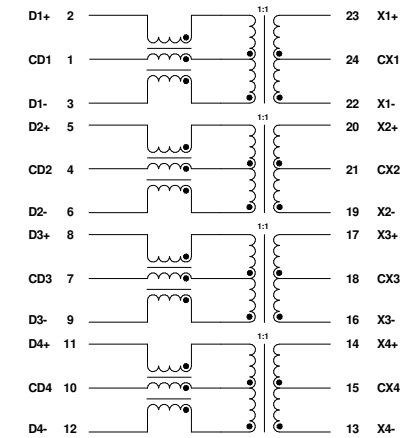 1:1
D1+ 2 23 X1+
CD1 1 24 CX1
D1- 3 22 X1-
1:1
D2+ 5 20 X2+
CD2 4 21 CX2
D2- 6 19 X2-
1:1
D3+ 8 17 X3+
CD3 7 18 CX3
D3- 9 16 X3-
1:1
D4+ 11 14 X4+
CD4 10 15 CX4
D4- 12 13 X4-